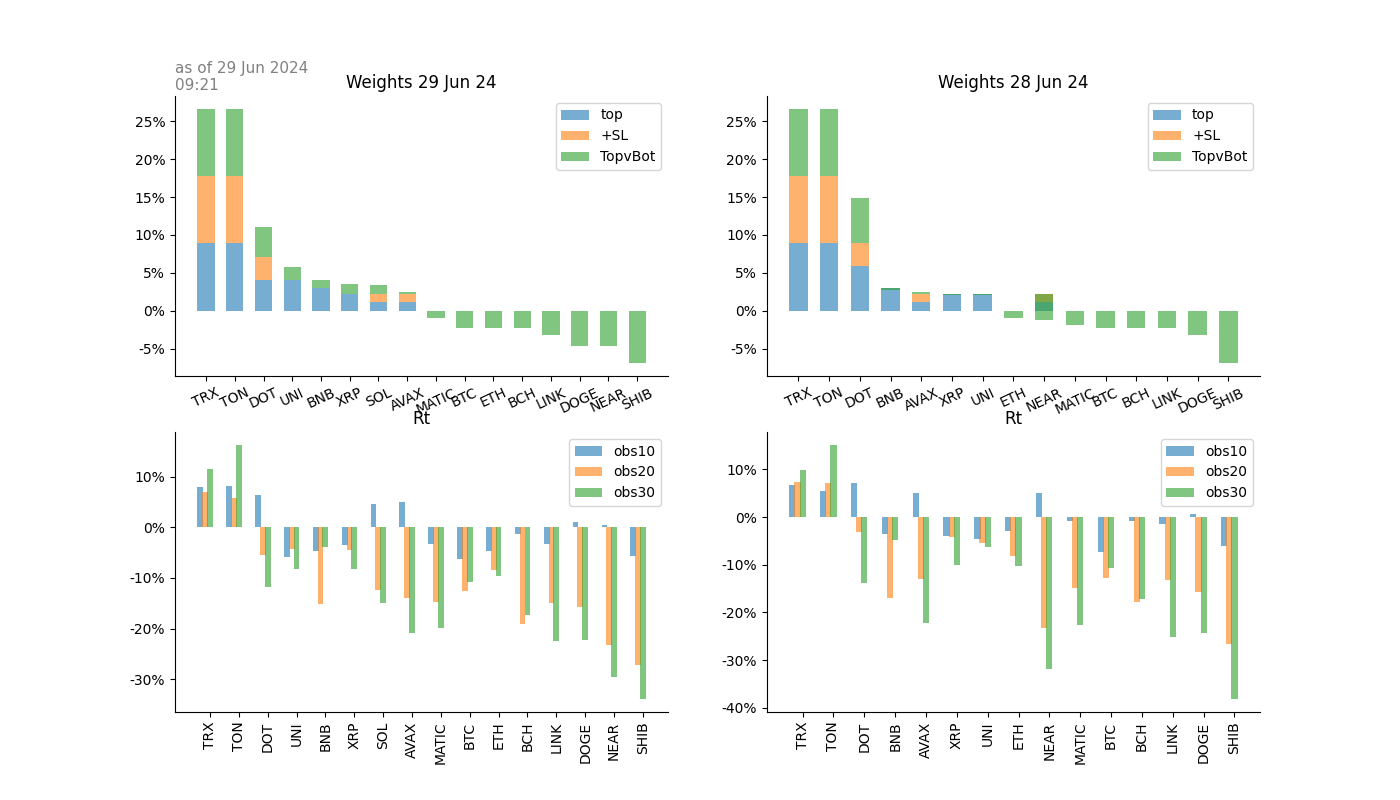 as of 29 Jun 2024
09:21
Weights 29 Jun 24
25%
20%
15%
10%
5%
0%
-5%
top
+SL
TopvBot
TRX TON DOT UNI BNB XRP SOL AVAX MATIC BTC ETH BCH LINK DOGE NEAR SHIB
Weights 28 Jun 24
25%
20%
15%
10%
5%
0%
-5%
top
+SL
TopvBot
TRX TON DOT BNB AVAX XRP UNI ETH NEAR MATIC BTC BCH LINK DOGE SHIB
Rt
10%
0%
-10%
-20%
-30%
obs10
obs20
obs30
TRX TON DOT UNI BNB XRP SOL AVAX MATIC BTC ETH BCH LINK DOGE NEAR SHIB
Rt
10%
0%
-10%
-20%
-30%
-40%
obs10
obs20
obs30
TRX TON DOT BNB AVAX XRP UNI ETH NEAR MATIC BTC BCH LINK DOGE SHIB